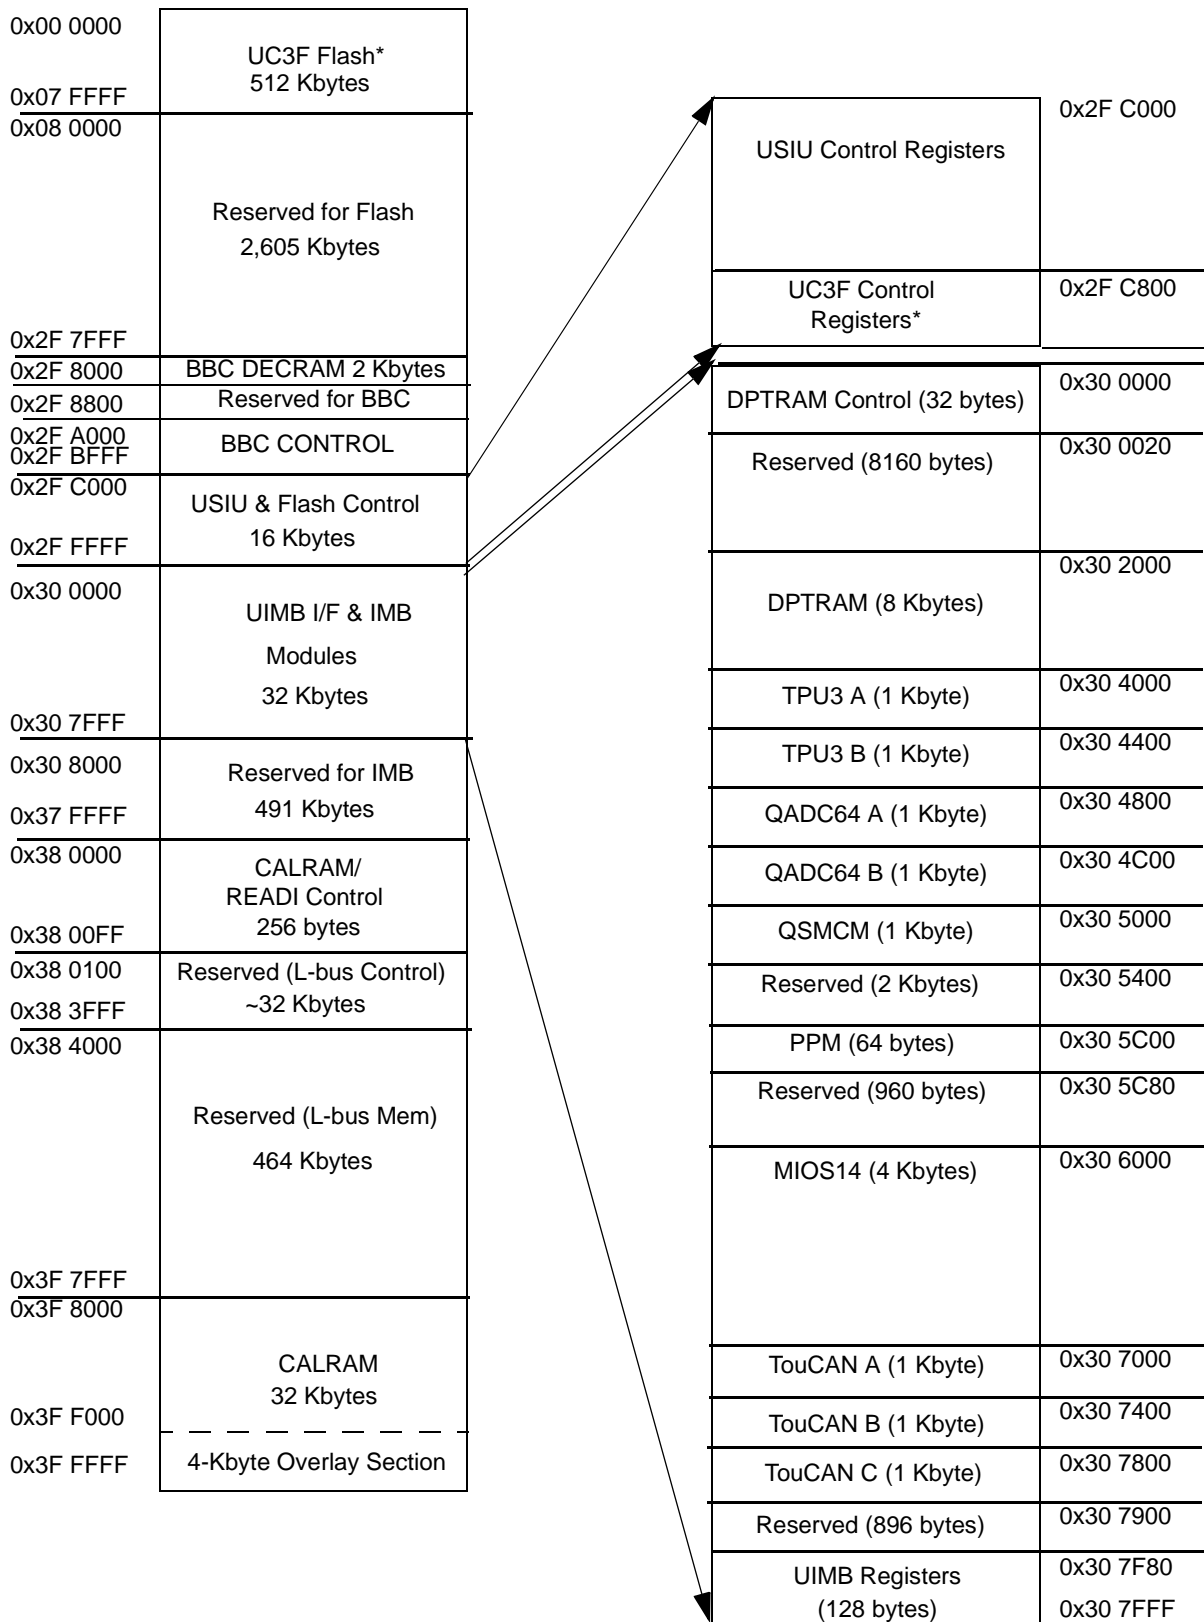 0x00 0000
UC3F Flash*
512 Kbytes
0x07 FFFF
0x08 0000
Reserved for Flash
2,605 Kbytes
0x2F 7FFF
0x2F 8000
BBC DECRAM 2 Kbytes
0x2F 8800
Reserved for BBC
0x2F A000
0x2F BFFF
BBC CONTROL
0x2F C000
USIU & Flash Control
16 Kbytes
0x2F FFFF
0x30 0000
UIMB I/F & IMB
Modules
32 Kbytes
0x30 7FFF
0x30 8000
Reserved for IMB
491 Kbytes
0x37 FFFF
0x38 0000
CALRAM/
READI Control
256 bytes
0x38 00FF
0x38 0100
Reserved (L-bus Control)
~32 Kbytes
0x38 3FFF
0x38 4000
Reserved (L-bus Mem)
464 Kbytes
0x3F 7FFF
0x3F 8000
CALRAM
32 Kbytes
0x3F F000
4-Kbyte Overlay Section
0x3F FFFF
USIU Control Registers
0x2F C000
UC3F Control
Registers*
0x2F C800
DPTRAM Control (32 bytes)
0x30 0000
Reserved (8160 bytes)
0x30 0020
DPTRAM (8 Kbytes)
0x30 2000
TPU3 A (1 Kbyte)
0x30 4000
TPU3 B (1 Kbyte)
0x30 4400
QADC64 A (1 Kbyte)
0x30 4800
QADC64 B (1 Kbyte)
0x30 4C00
QSMCM (1 Kbyte)
0x30 5000
Reserved (2 Kbytes)
0x30 5400
PPM (64 bytes)
0x30 5C00
Reserved (960 bytes)
0x30 5C80
MIOS14 (4 Kbytes)
0x30 6000
TouCAN A (1 Kbyte)
0x30 7000
TouCAN B (1 Kbyte)
0x30 7400
TouCAN C (1 Kbyte)
0x30 7800
Reserved (896 bytes)
0x30 7900
UIMB Registers
(128 bytes)
0x30 7F80
0x30 7FFF